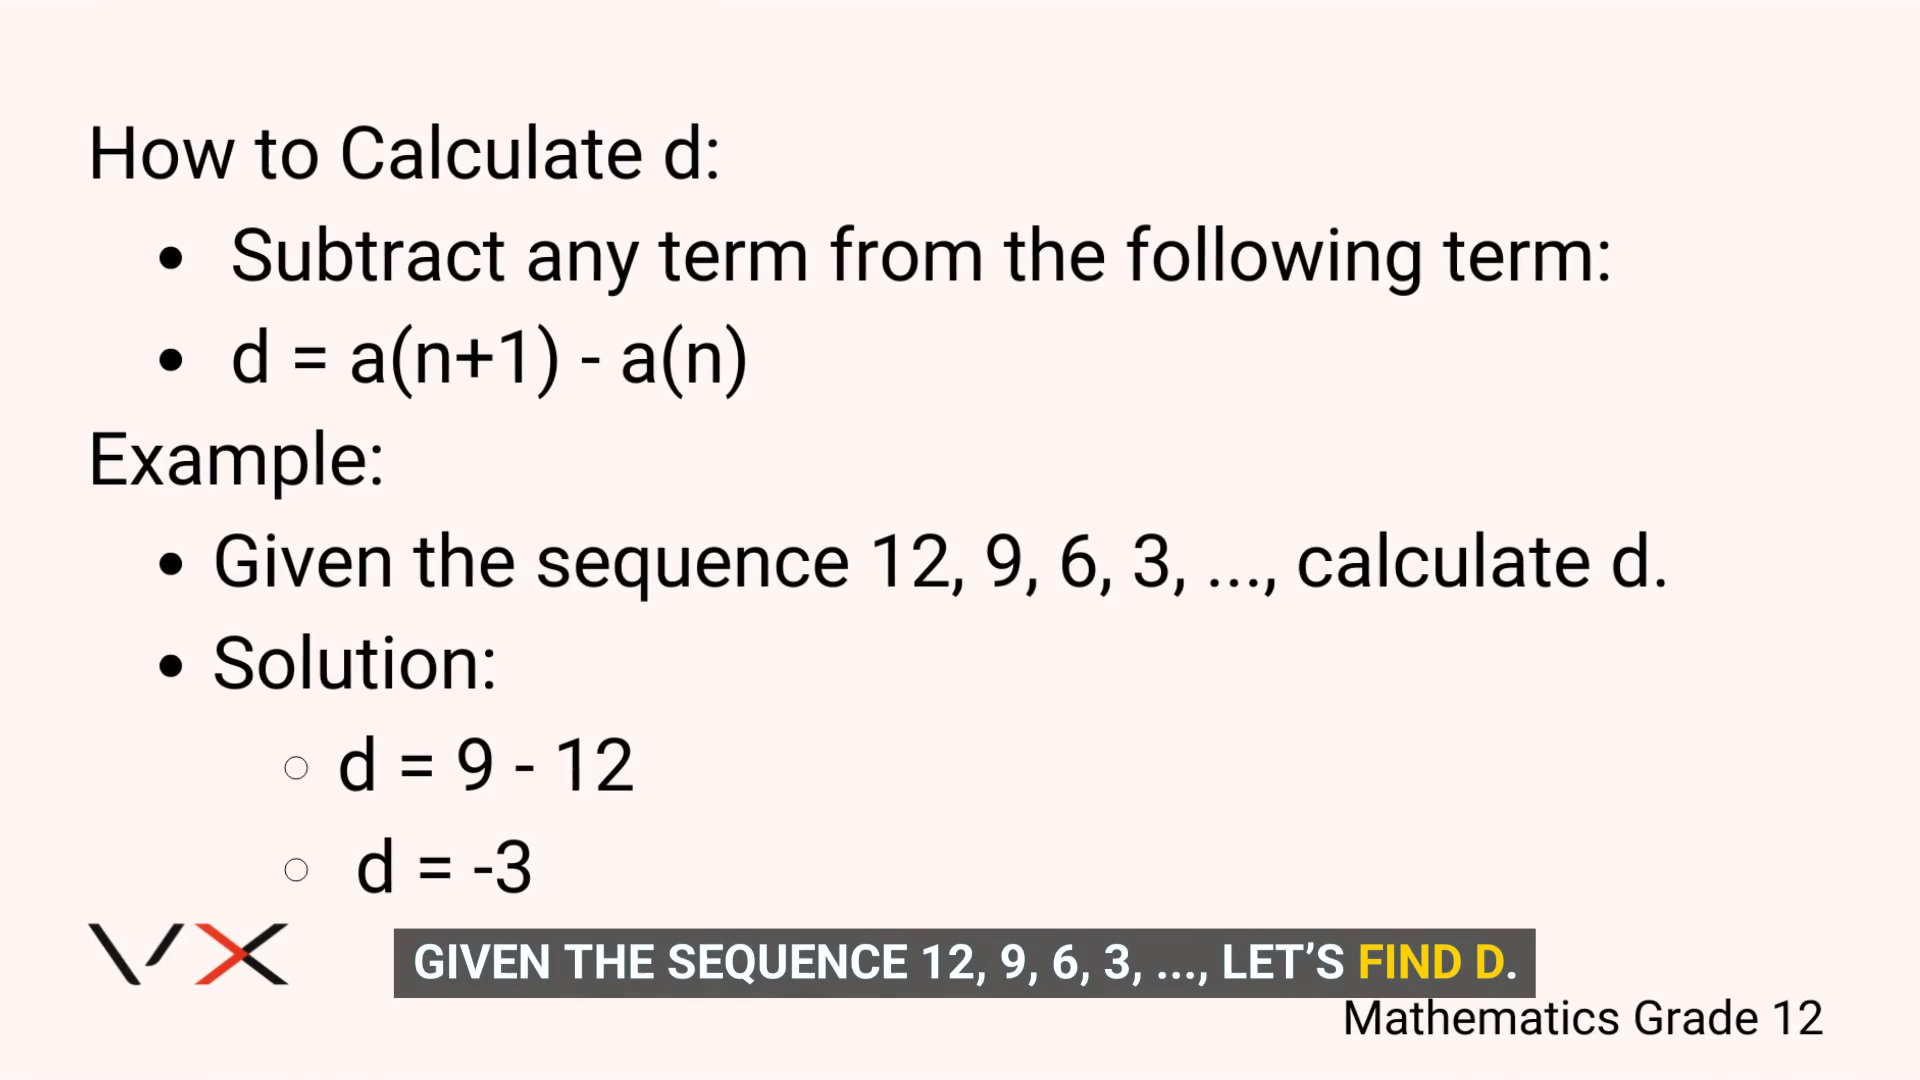 How to Calculate d:
• Subtract any term from the following term:
• d = a(n+1) - a(n)
Example:
• Given the sequence 12, 9, 6, 3, ..., calculate d.
• Solution:
○ d = 9 - 12
○ d = -3
VX
GIVEN THE SEQUENCE 12, 9, 6, 3, ..., LET’S FIND D.
Mathematics Grade 12